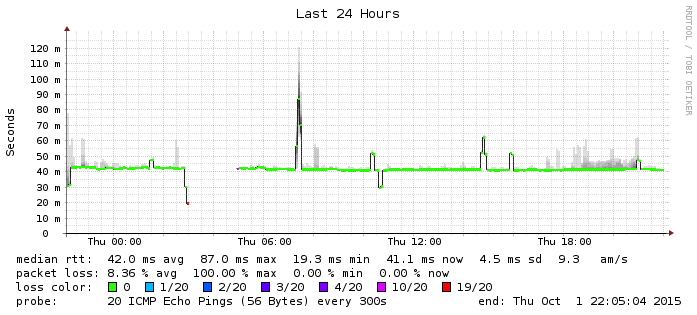 Last 24 Hours
RRDTOOL / TOBI OETIKER
Seconds
120 m
110 m
100 m
90 m
80 m
70 m
60 m
50 m
40 m
30 m
20 m
10 m
0
Thu 00:00 Thu 06:00 Thu 12:00 Thu 18:00
median rtt: 42.0 ms avg 87.0 ms max 19.3 ms min 41.1 ms now 4.5 ms sd 9.3 am/s
packet loss: 8.36 % avg 100.00 % max 0.00 % min 0.00 % now
loss color: 0 1/20 2/20 3/20 4/20 10/20 19/20
probe: 20 ICMP Echo Pings (56 Bytes) every 300s end: Thu Oct 1 22:05:04 2015